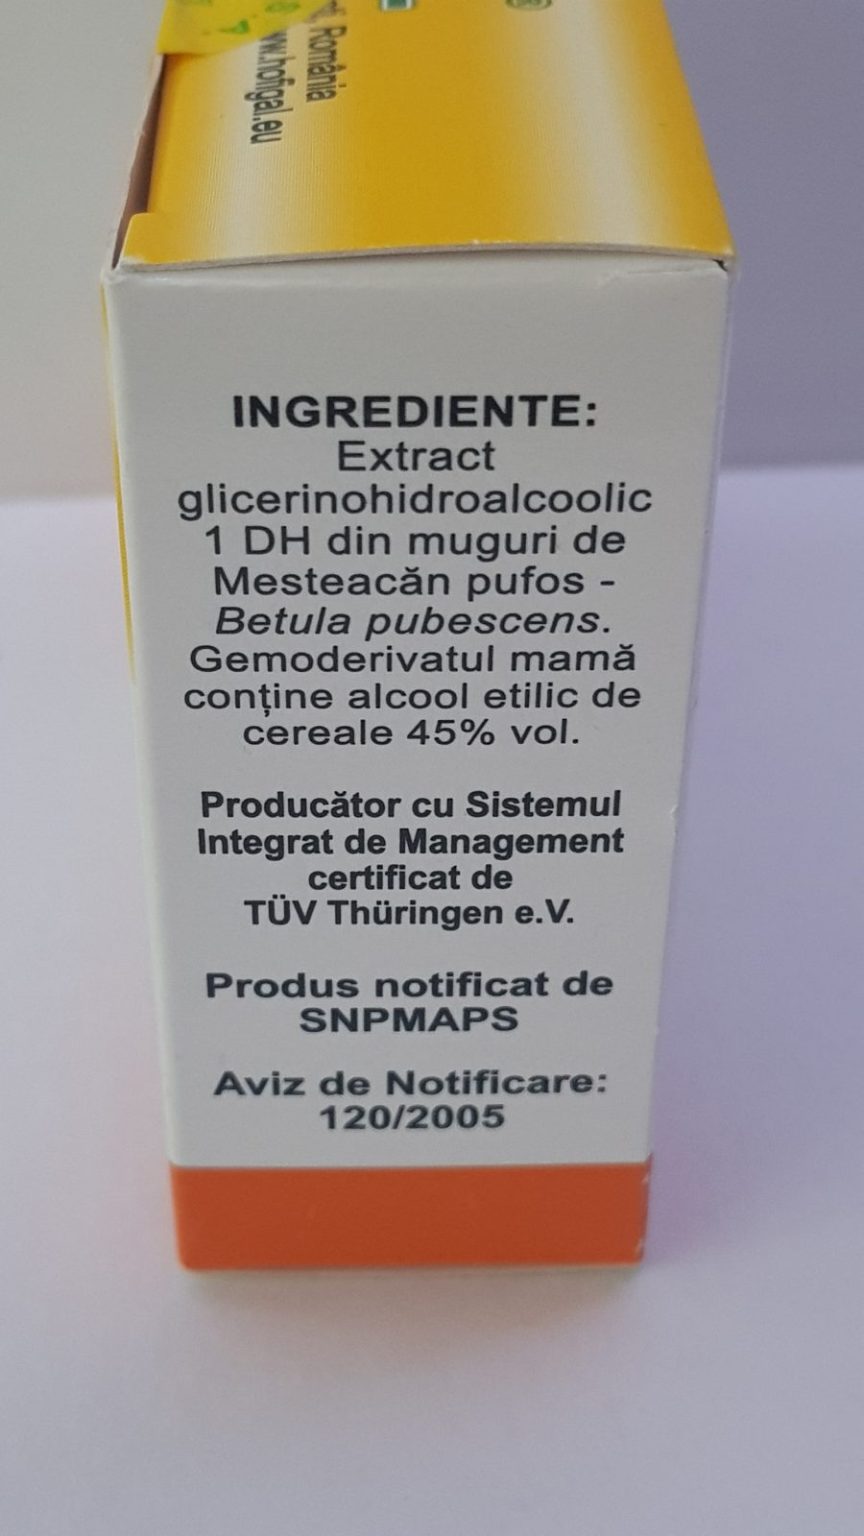 România
www.hofigal.eu
®
INGREDIENTE:
Extract
glicerinohidroalcoolic
1 DH din muguri de
Mesteacăn pufos -
Betula pubescens.
Gemoderivatul mamă
conține alcool etilic de
cereale 45% vol.
Producător cu Sistemul
Integrat de Management
certificat de
TÜV Thüringen e.V.
Produs notificat de
SNPMAPS
Aviz de Notificare:
120/2005